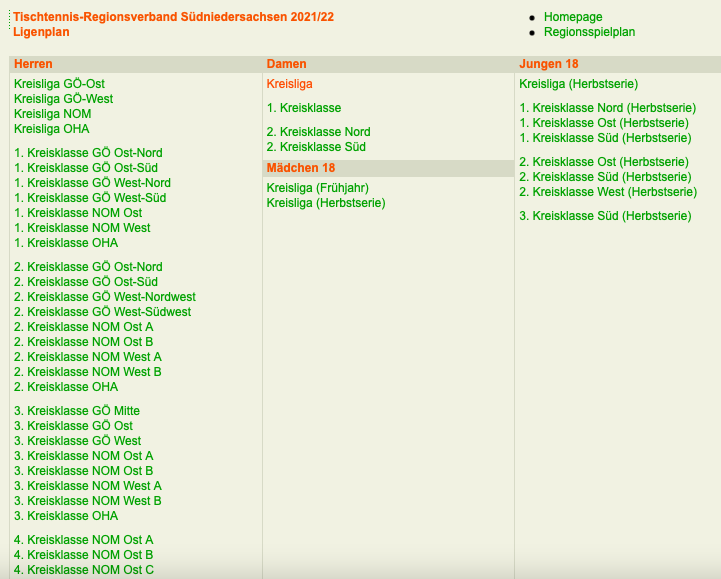 Tischtennis-Regionsverband Südniedersachsen 2021/22
Ligenplan
Homepage
Regionsspielplan
Herren
Kreisliga GÖ-Ost
Kreisliga GÖ-West
Kreisliga NOM
Kreisliga OHA
1. Kreisklasse GÖ Ost-Nord
1. Kreisklasse GÖ Ost-Süd
1. Kreisklasse GÖ West-Nord
1. Kreisklasse GÖ West-Süd
1. Kreisklasse NOM Ost
1. Kreisklasse NOM West
1. Kreisklasse OHA
2. Kreisklasse GÖ Ost-Nord
2. Kreisklasse GÖ Ost-Süd
2. Kreisklasse GÖ West-Nordwest
2. Kreisklasse GÖ West-Südwest
2. Kreisklasse NOM Ost A
2. Kreisklasse NOM Ost B
2. Kreisklasse NOM West A
2. Kreisklasse NOM West B
2. Kreisklasse OHA
3. Kreisklasse GÖ Mitte
3. Kreisklasse GÖ Ost
3. Kreisklasse GÖ West
3. Kreisklasse NOM Ost A
3. Kreisklasse NOM Ost B
3. Kreisklasse NOM West A
3. Kreisklasse NOM West B
3. Kreisklasse OHA
4. Kreisklasse NOM Ost A
4. Kreisklasse NOM Ost B
4. Kreisklasse NOM Ost C
Damen
Kreisliga
1. Kreisklasse
2. Kreisklasse Nord
2. Kreisklasse Süd
Mädchen 18
Kreisliga (Frühjahr)
Kreisliga (Herbstserie)
Jungen 18
Kreisliga (Herbstserie)
1. Kreisklasse Nord (Herbstserie)
1. Kreisklasse Ost (Herbstserie)
1. Kreisklasse Süd (Herbstserie)
2. Kreisklasse Ost (Herbstserie)
2. Kreisklasse Süd (Herbstserie)
2. Kreisklasse West (Herbstserie)
3. Kreisklasse Süd (Herbstserie)